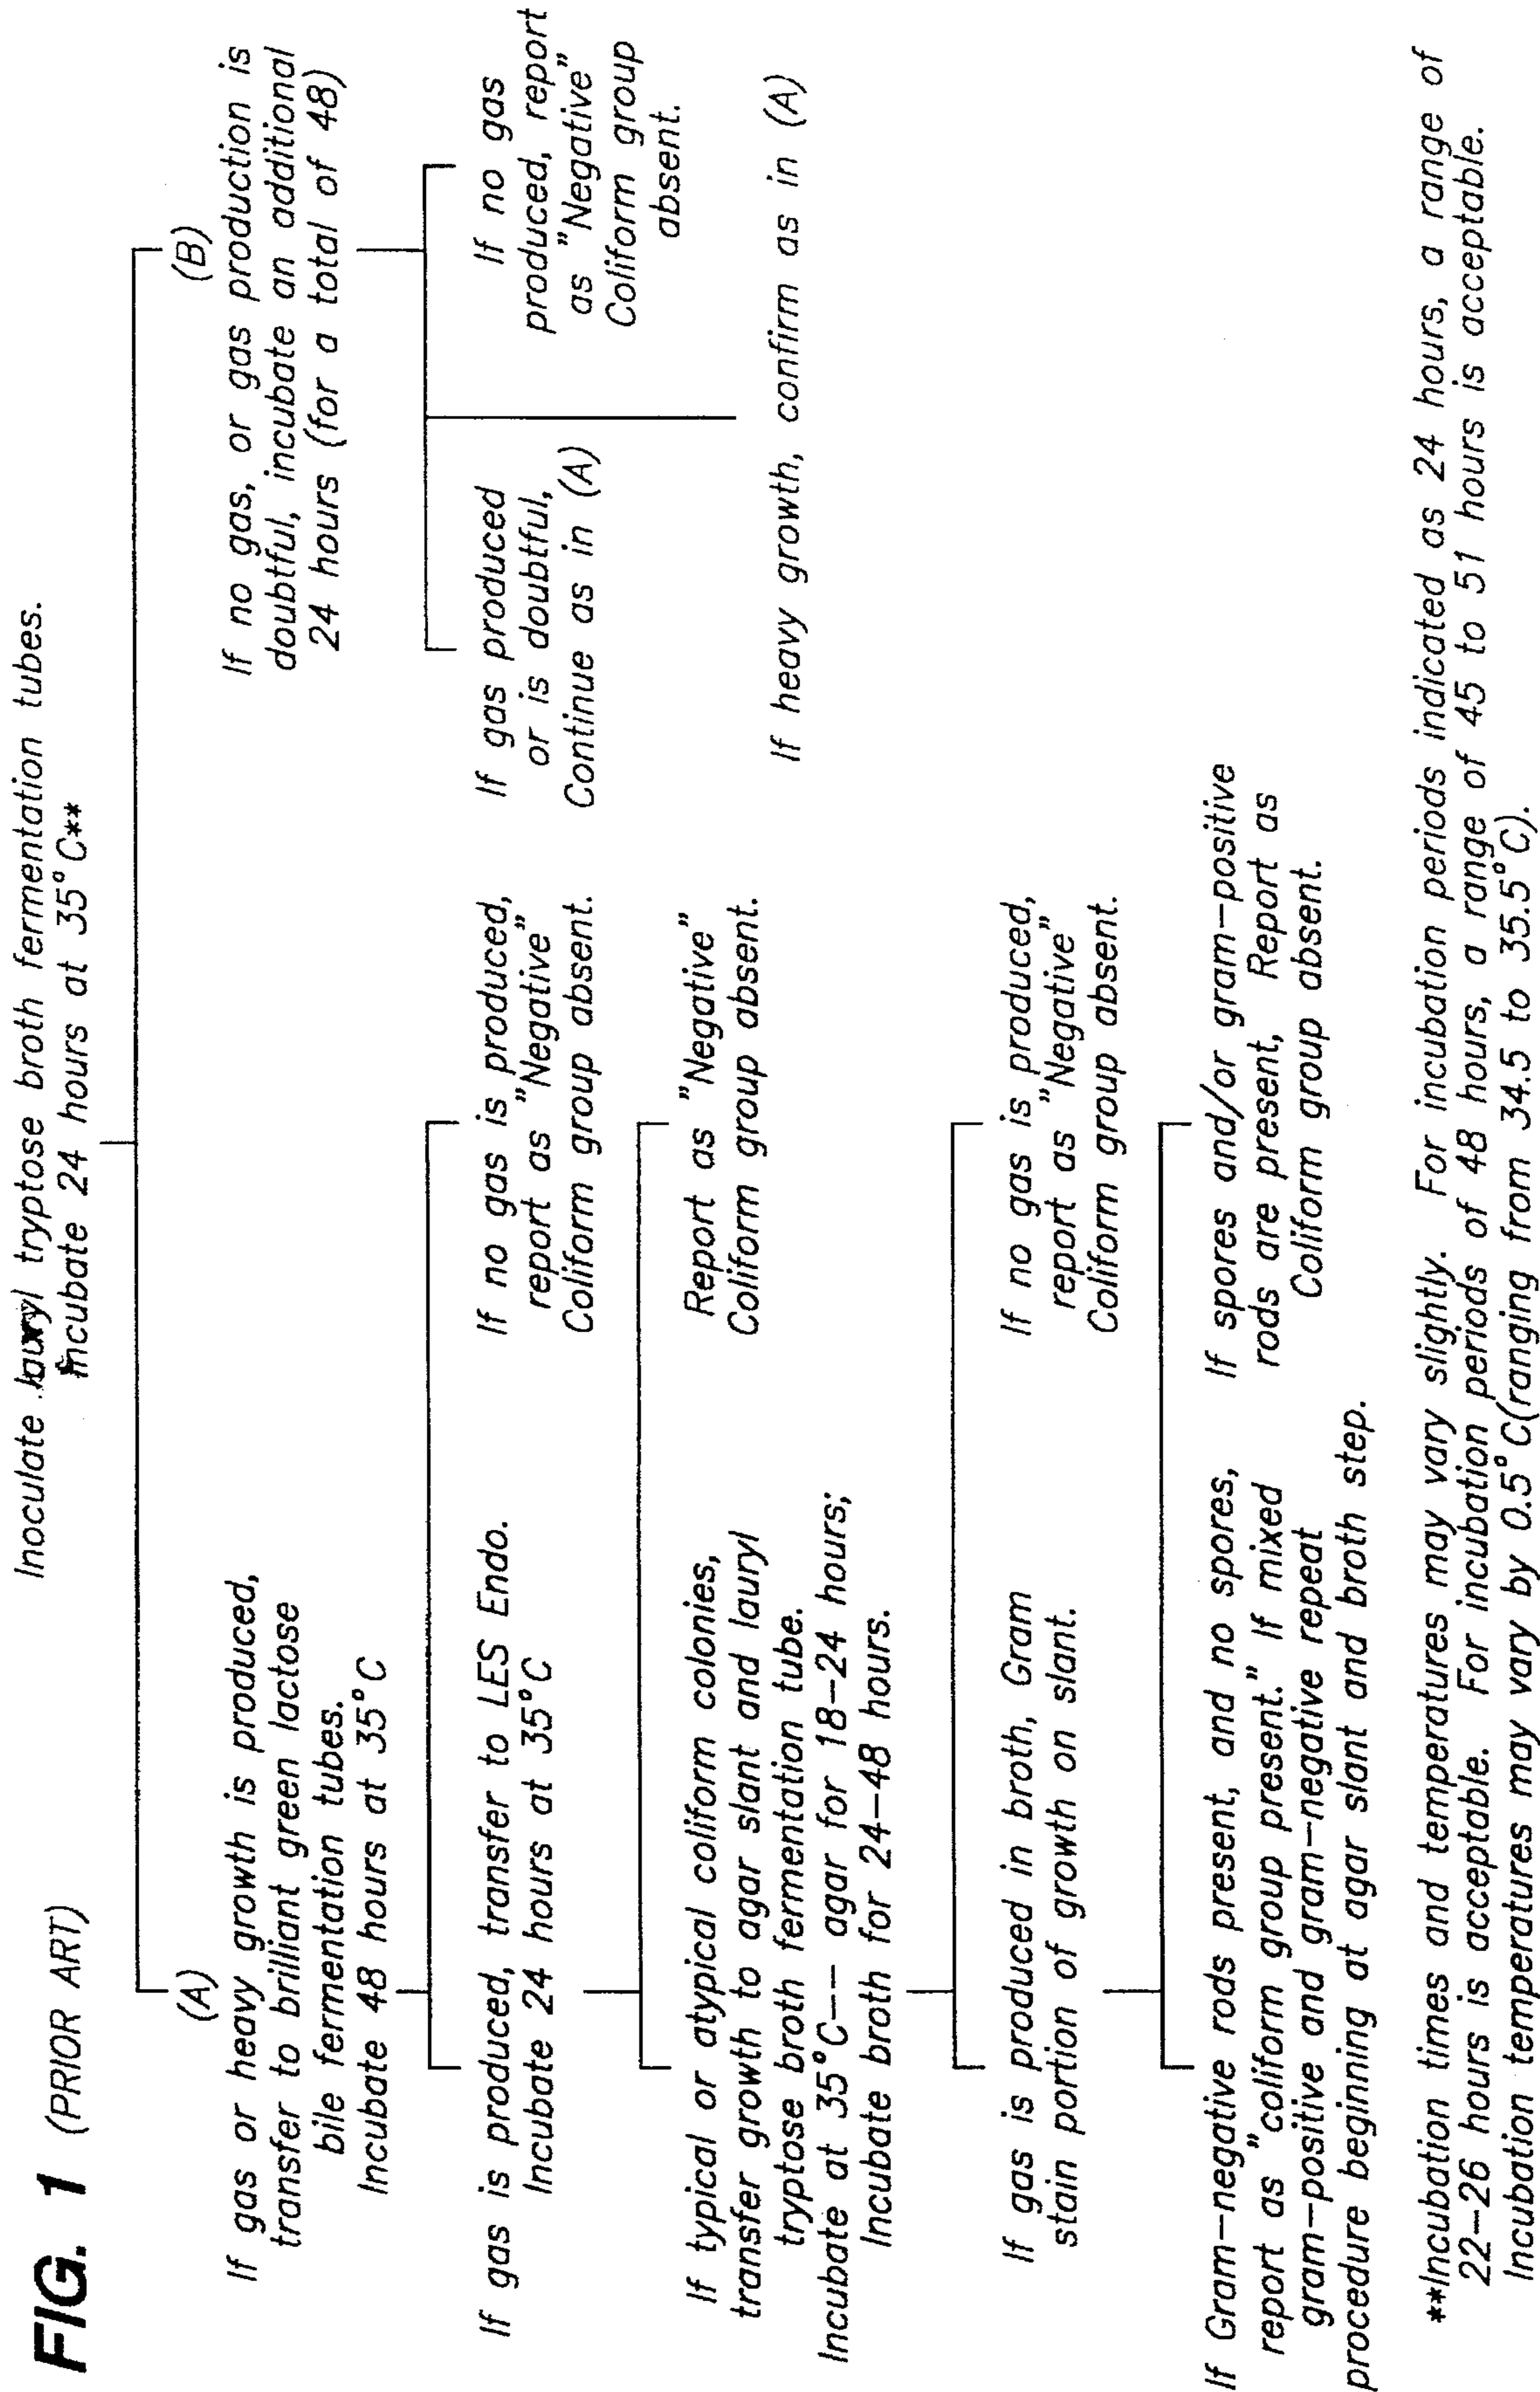 FIG. 1 (PRIOR ART)
Inoculate lauryl tryptose broth fermentation tubes.
Incubate 24 hours at 35°C**
(A)
If gas or heavy growth is produced,
transfer to brilliant green lactose
bile fermentation tubes.
Incubate 48 hours at 35°C
(B)
If no gas, or gas production is
doubtful, incubate an additional
24 hours (for a total of 48)
If gas is produced, transfer to LES Endo.
Incubate 24 hours at 35°C
If no gas is produced,
report as "Negative"
Coliform group absent.
If gas produced
or is doubtful,
Continue as in (A)
If no gas
produced, report
as "Negative"
Coliform group
absent.
If heavy growth, confirm as in (A)
If typical or atypical coliform colonies,
transfer growth to agar slant and lauryl
tryptose broth fermentation tube.
Incubate at 35°C-- agar for 18-24 hours;
Incubate broth for 24-48 hours.
Report as "Negative"
Coliform group absent.
If gas is produced in broth, Gram
stain portion of growth on slant.
If no gas is produced,
report as "Negative"
Coliform group absent.
If Gram-negative rods present, and no spores,
report as "coliform group present." If mixed
gram-positive and gram-negative repeat
procedure beginning at agar slant and broth step.
If spores and/or gram-positive
rods are present, Report as
Coliform group absent.
**Incubation times and temperatures may vary slightly. For incubation periods indicated as 24 hours, a range of
22-26 hours is acceptable. For incubation periods of 48 hours, a range of 45 to 51 hours is acceptable.
Incubation temperatures may vary by 0.5°C(ranging from 34.5 to 35.5°C).